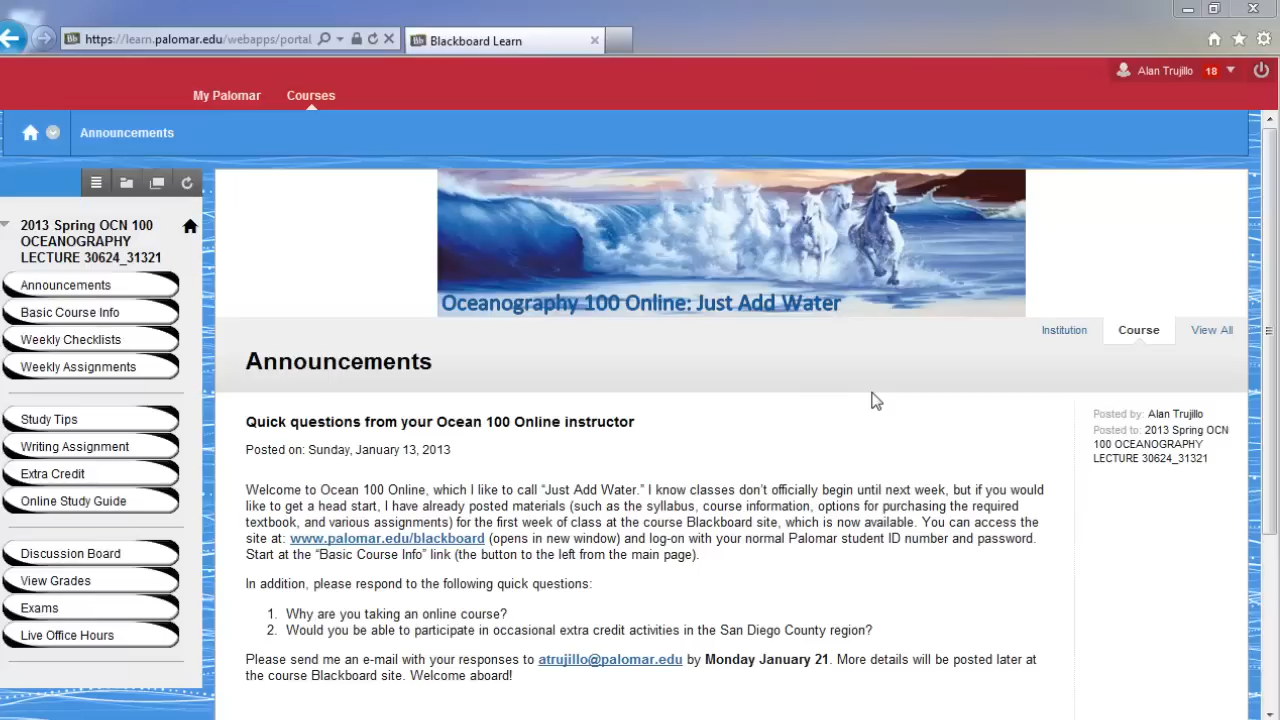 https://learn.palomar.edu/webapps/portal
Blackboard Learn
Alan Trujillo 18
My Palomar Courses
Announcements
2013 Spring OCN 100
OCEANOGRAPHY
LECTURE 30624_31321
Announcements
Basic Course Info
Weekly Checklists
Weekly Assignments
Study Tips
Writing Assignment
Extra Credit
Online Study Guide
Discussion Board
View Grades
Exams
Live Office Hours
Oceanography 100 Online: Just Add Water
Institution Course View All
Announcements
Quick questions from your Ocean 100 Online instructor
Posted on: Sunday, January 13, 2013
Posted by: Alan Trujillo
Posted to: 2013 Spring OCN
100 OCEANOGRAPHY
LECTURE 30624_31321
Welcome to Ocean 100 Online, which I like to call “Just Add Water.” I know classes don’t officially begin until next week, but if you would
like to get a head start, I have already posted materials (such as the syllabus, course information, options for purchasing the required
textbook, and various assignments) for the first week of class at the course Blackboard site, which is now available. You can access the
site at: www.palomar.edu/blackboard (opens in new window) and log-on with your normal Palomar student ID number and password.
Start at the “Basic Course Info” link (the button to the left from the main page).
In addition, please respond to the following quick questions:
1. Why are you taking an online course?
2. Would you be able to participate in occasional extra credit activities in the San Diego County region?
Please send me an e-mail with your responses to atrujillo@palomar.edu by Monday January 21. More details will be posted later at
the course Blackboard site. Welcome aboard!